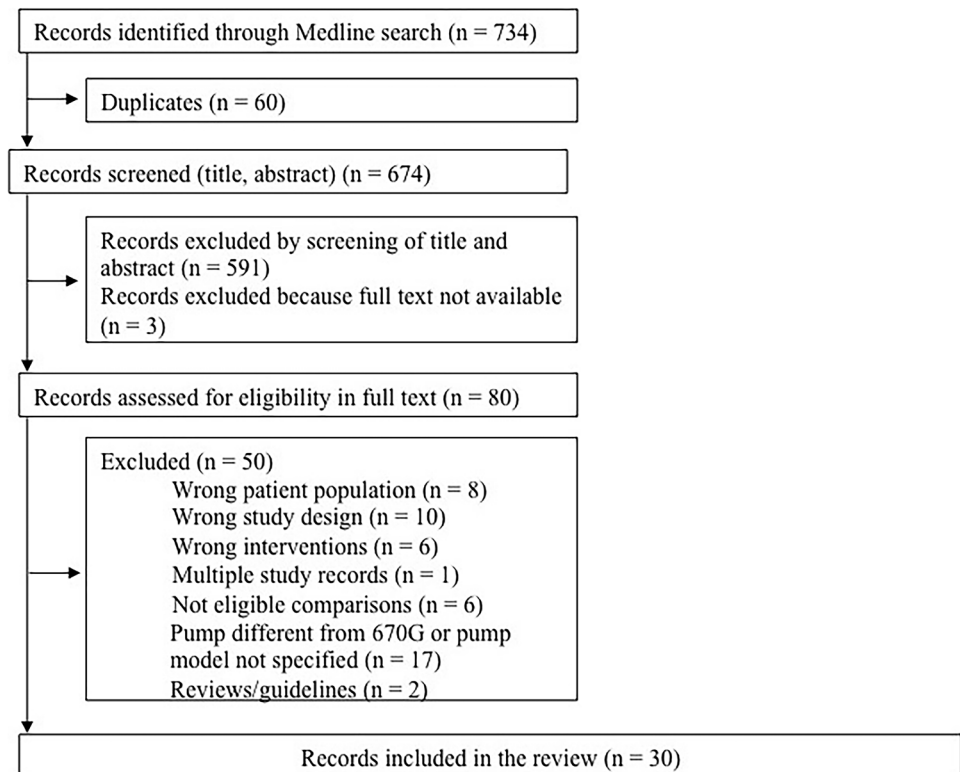 Records identified through Medline search (n = 734)
Duplicates (n = 60)
Records screened (title, abstract) (n = 674)
Records excluded by screening of title and
abstract (n = 591)
Records excluded because full text not available
(n = 3)
Records assessed for eligibility in full text (n = 80)
Excluded (n = 50)
Wrong patient population (n = 8)
Wrong study design (n = 10)
Wrong interventions (n = 6)
Multiple study records (n = 1)
Not eligible comparisons (n = 6)
Pump different from 670G or pump
model not specified (n = 17)
Reviews/guidelines (n = 2)
Records included in the review (n = 30)